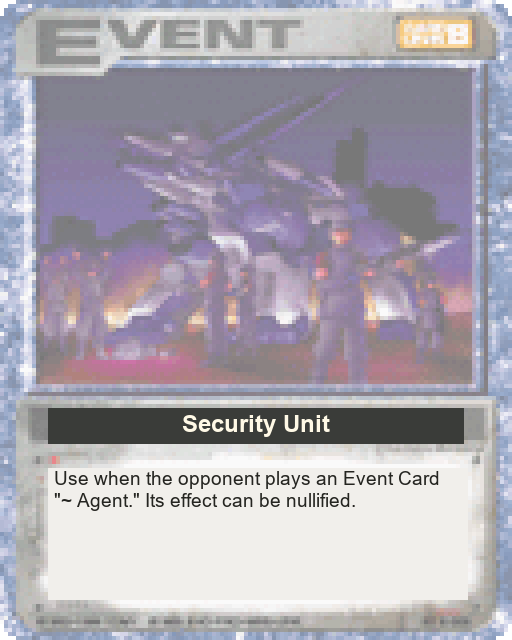 EVENT
B
Security Unit
Use when the opponent plays an Event Card
"~ Agent." Its effect can be nullified.